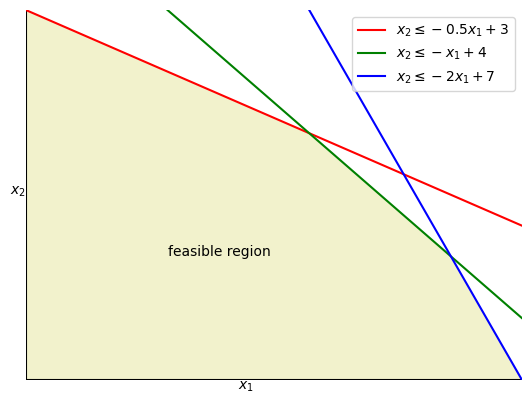 x₂ ≤ −0.5x₁ + 3
x₂ ≤ −x₁ + 4
x₂ ≤ −2x₁ + 7
x₂
feasible region
x₁